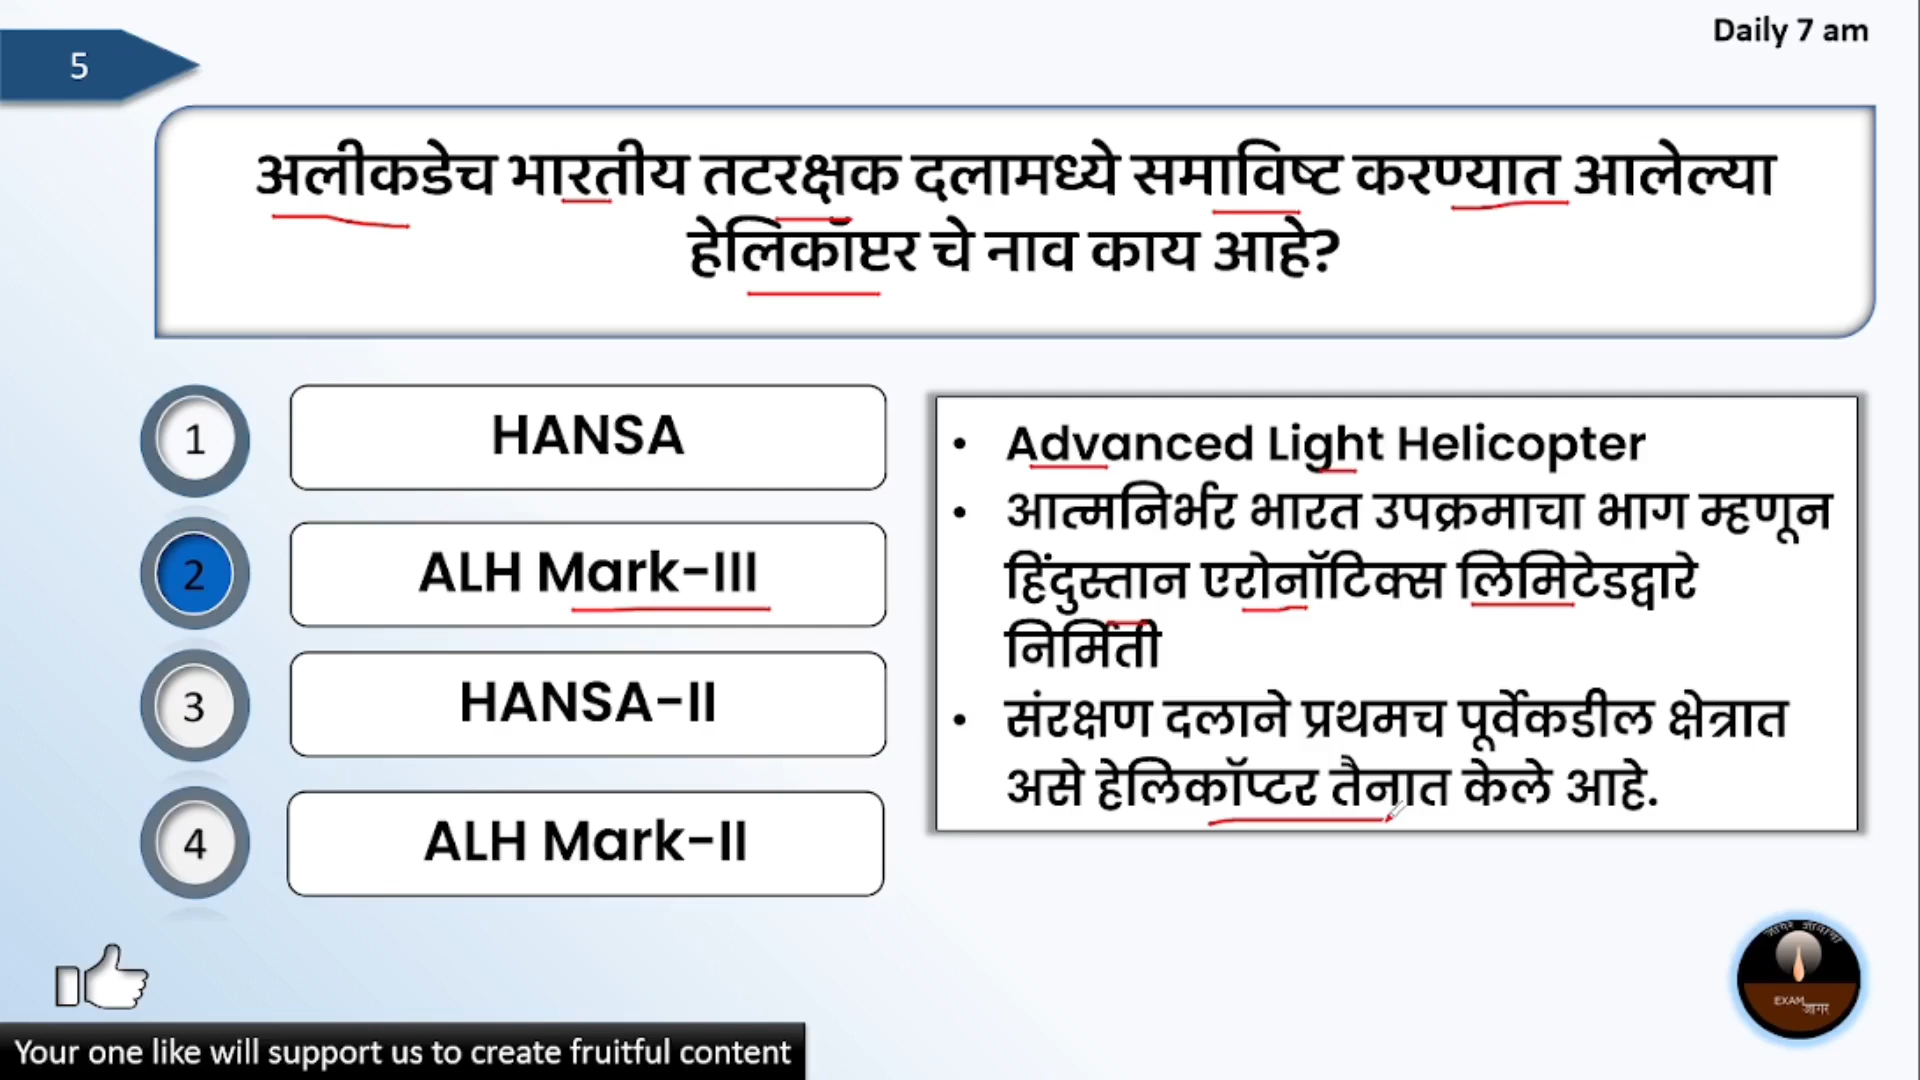 Daily 7 am
5
अलीकडेच भारतीय तटरक्षक दलामध्ये समाविष्ट करण्यात आलेल्या
हेलिकॉप्टर चे नाव काय आहे?
1
HANSA
2
ALH Mark-III
3
HANSA-II
4
ALH Mark-II
• Advanced Light Helicopter
• आत्मनिर्भर भारत उपक्रमाचा भाग म्हणून
हिंदुस्तान एरोनॉटिक्स लिमिटेडद्वारे
निर्मिती
• संरक्षण दलाने प्रथमच पूर्वेकडील क्षेत्रात
असे हेलिकॉप्टर तैनात केले आहे.
EXAM
जागर
Your one like will support us to create fruitful content